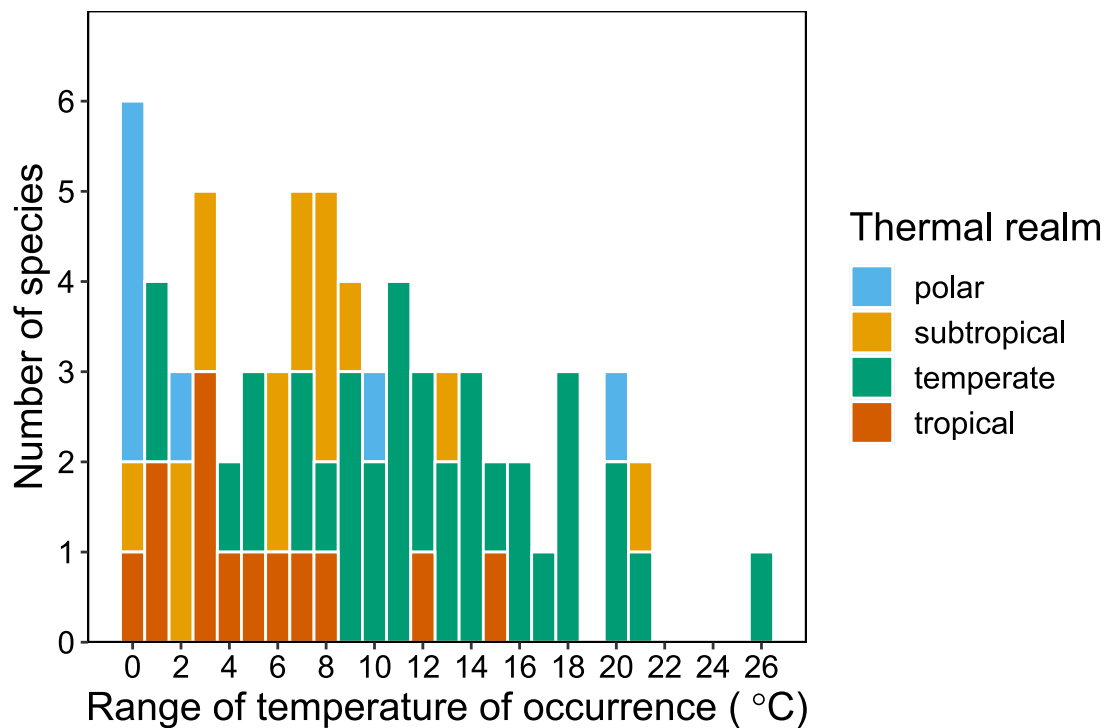 Number of species
6
5
4
3
2
1
0
0 2 4 6 8 10 12 14 16 18 20 22 24 26
Range of temperature of occurrence ( °C)
Thermal realm
polar
subtropical
temperate
tropical